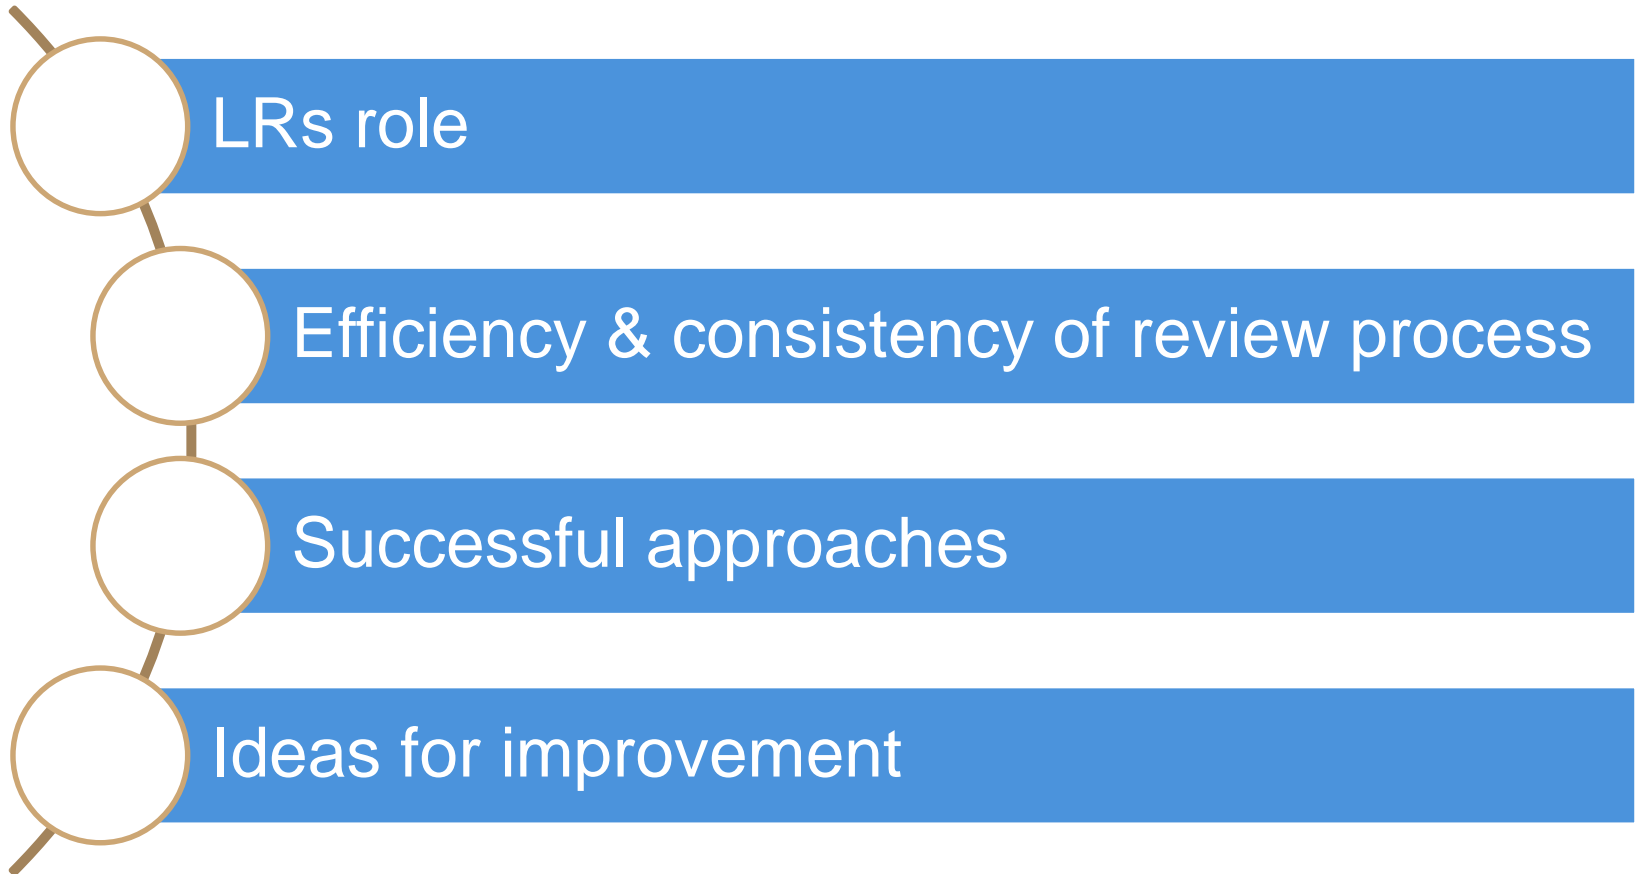 LRs role
Efficiency & consistency of review process
Successful approaches
Ideas for improvement